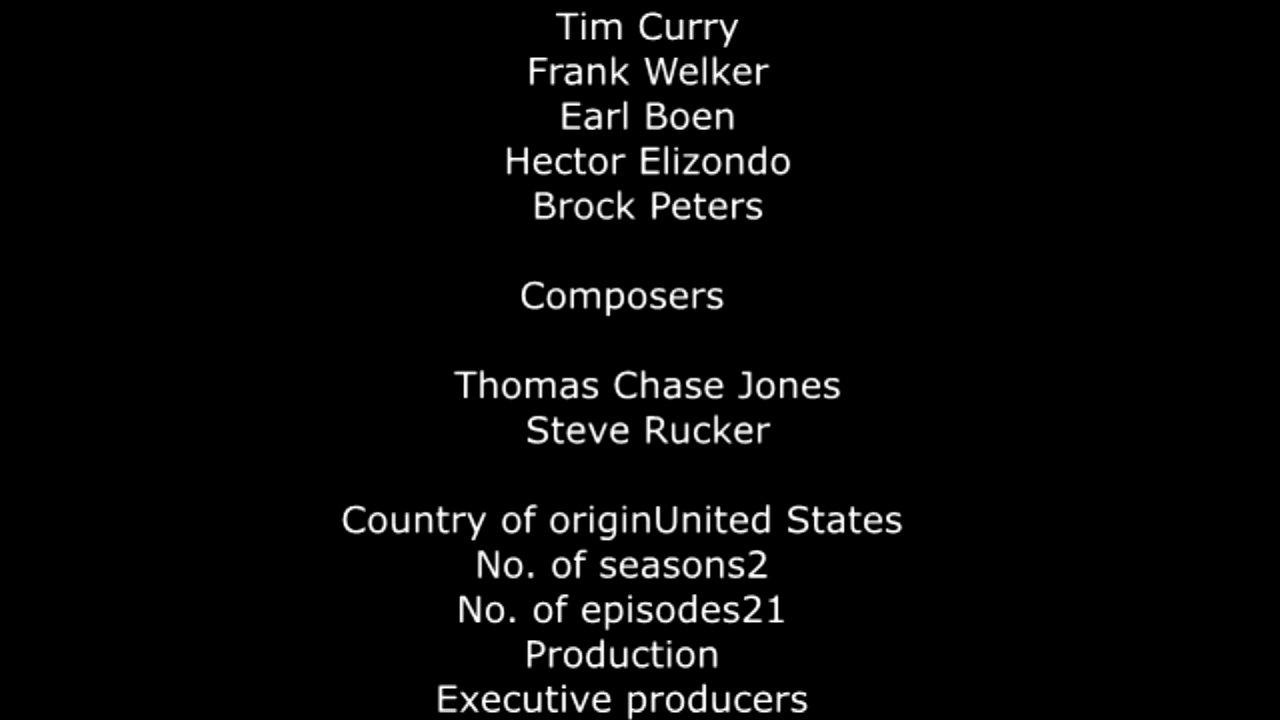 Tim Curry
Frank Welker
Earl Boen
Hector Elizondo
Brock Peters
Composers
Thomas Chase Jones
Steve Rucker
Country of originUnited States
No. of seasons2
No. of episodes21
Production
Executive producers